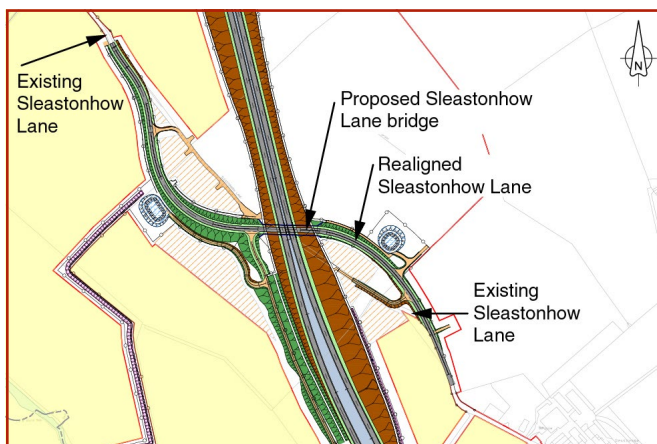 Existing
Sleastonhow
Lane
N
Proposed Sleastonhow
Lane bridge
Realigned
Sleastonhow Lane
Existing
Sleastonhow
Lane